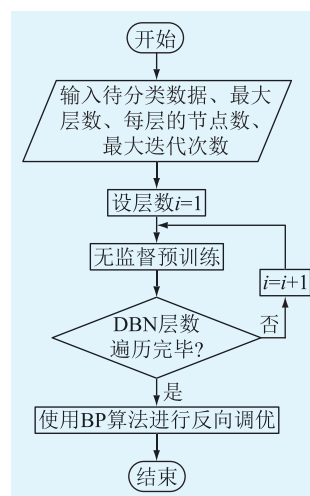 开始
输入待分类数据、最大
层数、每层的节点数、
最大迭代次数
设层数i=1
无监督预训练
i=i+1
DBN层数
遍历完毕?
否
是
使用BP算法进行反向调优
结束